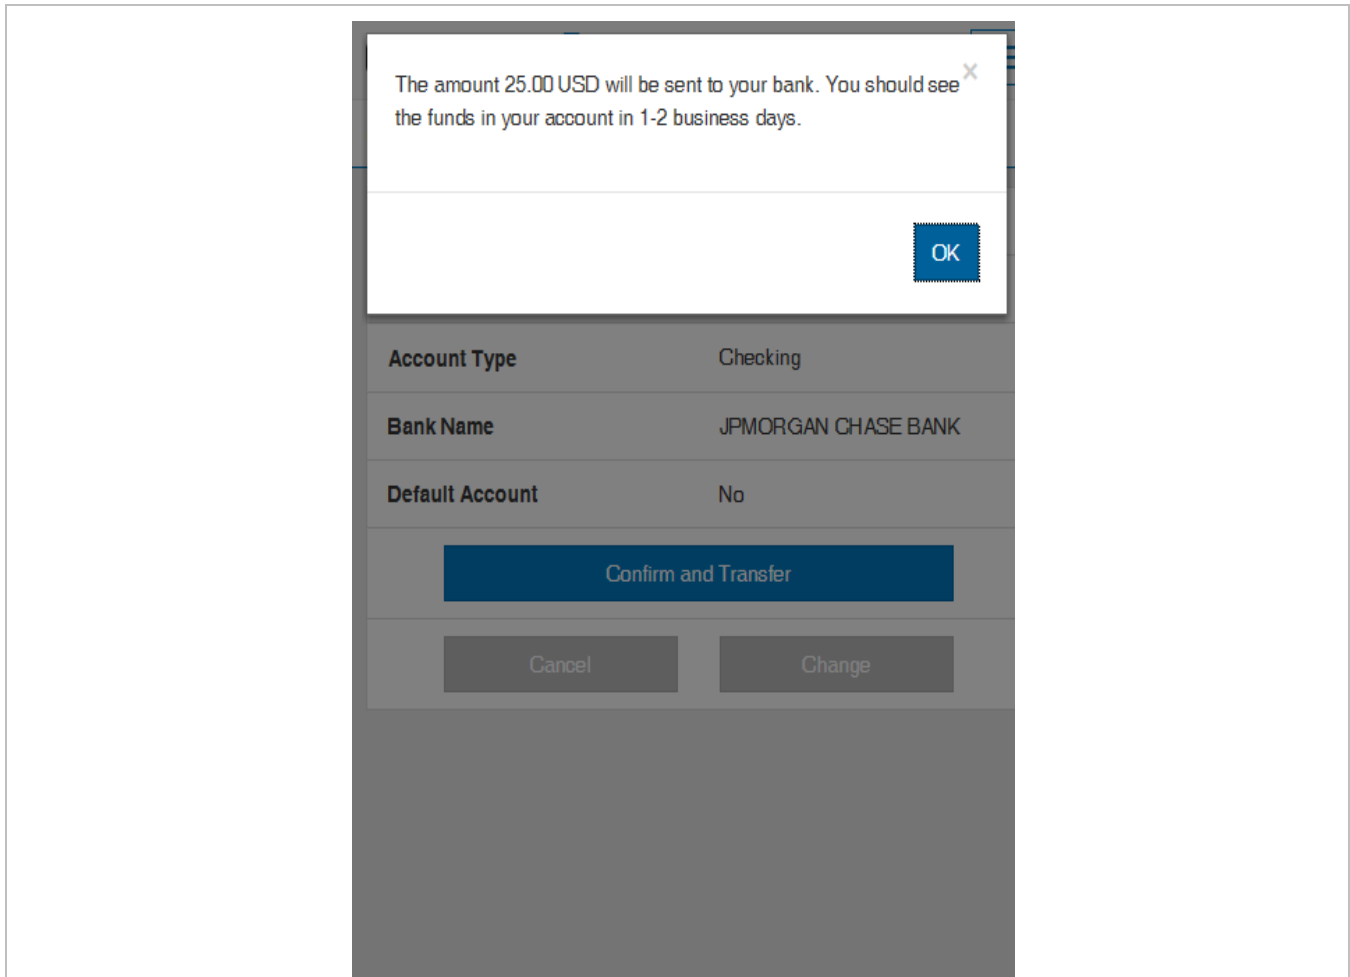 The amount 25.00 USD will be sent to your bank. You should see
the funds in your account in 1-2 business days.
×
OK
Account Type Checking
Bank Name JPMORGAN CHASE BANK
Default Account No
Confirm and Transfer
Cancel Change